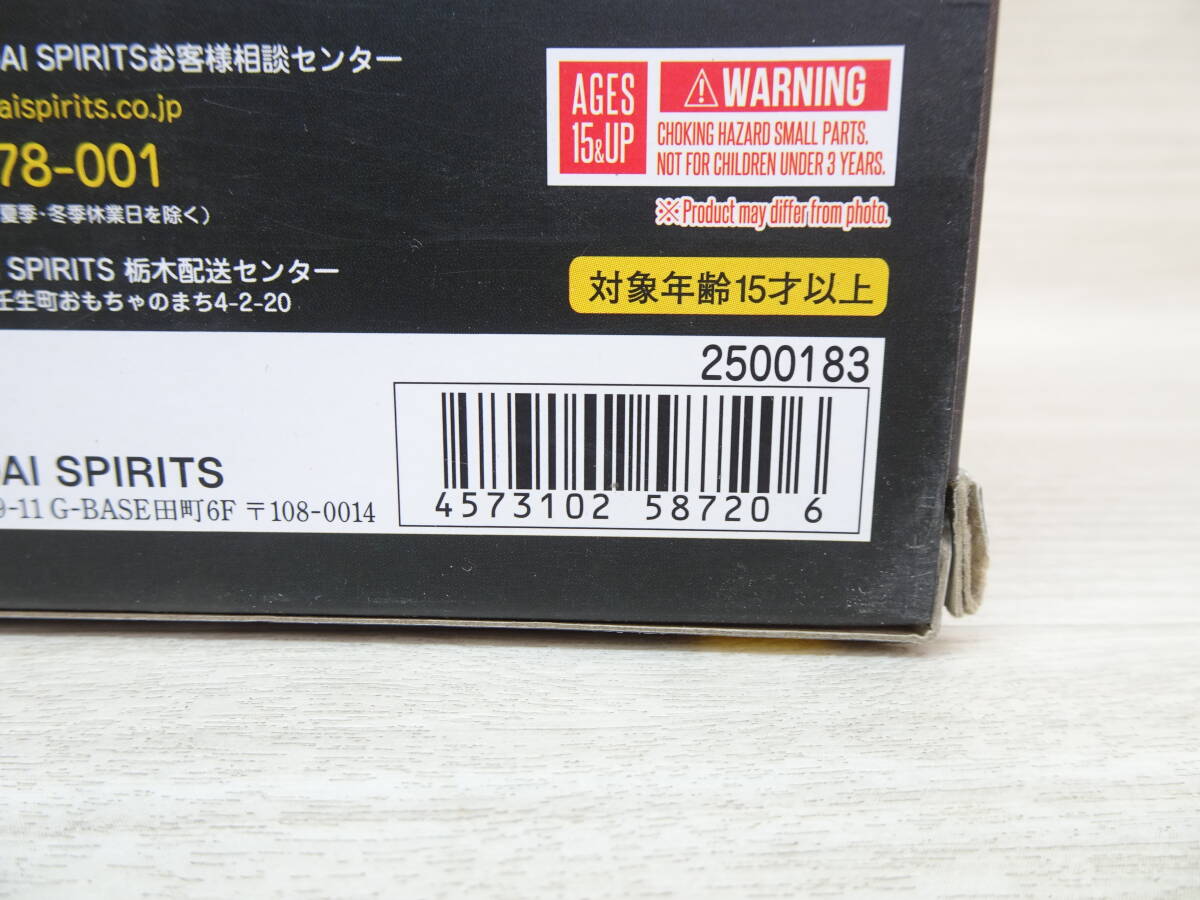 AI SPIRITSお客様相談センター
aispirits.co.jp
78-001
夏季・冬季休業日を除く)
SPIRITS 栃木配送センター
壬生町おもちゃのまち4-2-20
AGES
15&UP
⚠WARNING
CHOKING HAZARD SMALL PARTS.
NOT FOR CHILDREN UNDER 3 YEARS.
※Product may differ from photo.
対象年齢15才以上
2500183
4573102 58720 6
AI SPIRITS
9-11 G-BASE田町6F 〒108-0014